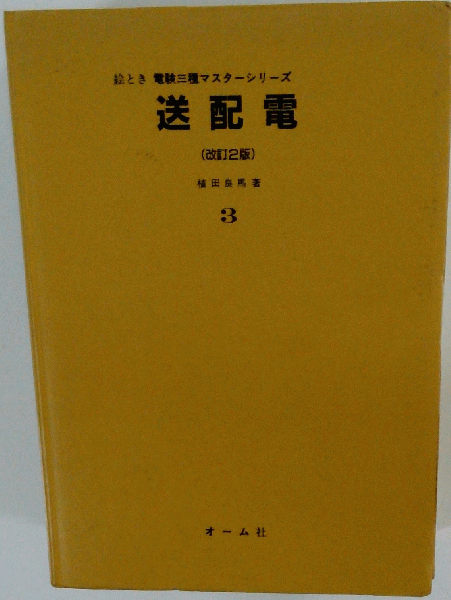 絵とき 電験三種マスターシリーズ
送配電
(改訂2版)
植田良馬著
3
オーム社